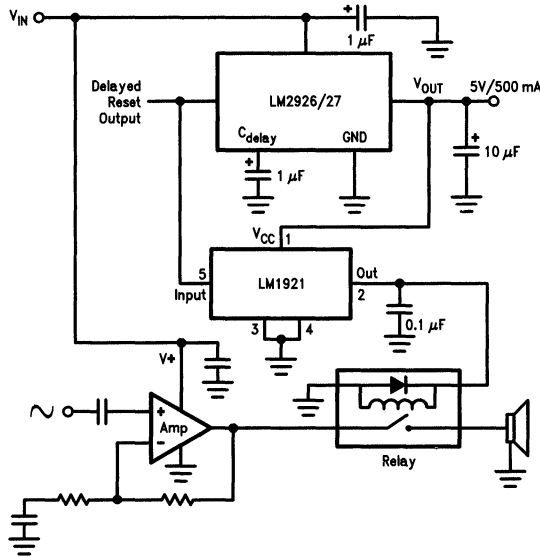 VIN
1 μF
Delayed
Reset
Output
LM2926/27
VOUT
5V/500 mA
Cdelay
GND
1 μF
10 μF
VCC 1
5
Input
LM1921
Out
2
3
4
0.1 μF
V+
+
Amp
−
Relay